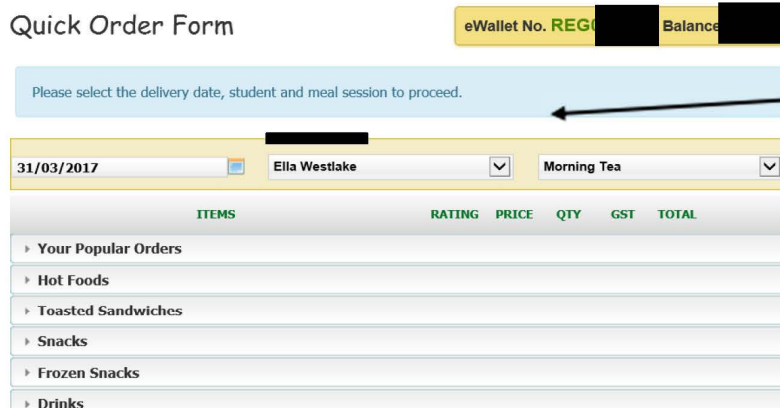 Quick Order Form
eWallet No. REG Balance
Please select the delivery date, student and meal session to proceed.
31/03/2017 Ella Westlake Morning Tea
ITEMS RATING PRICE QTY GST TOTAL
Your Popular Orders
Hot Foods
Toasted Sandwiches
Snacks
Frozen Snacks
Drinks